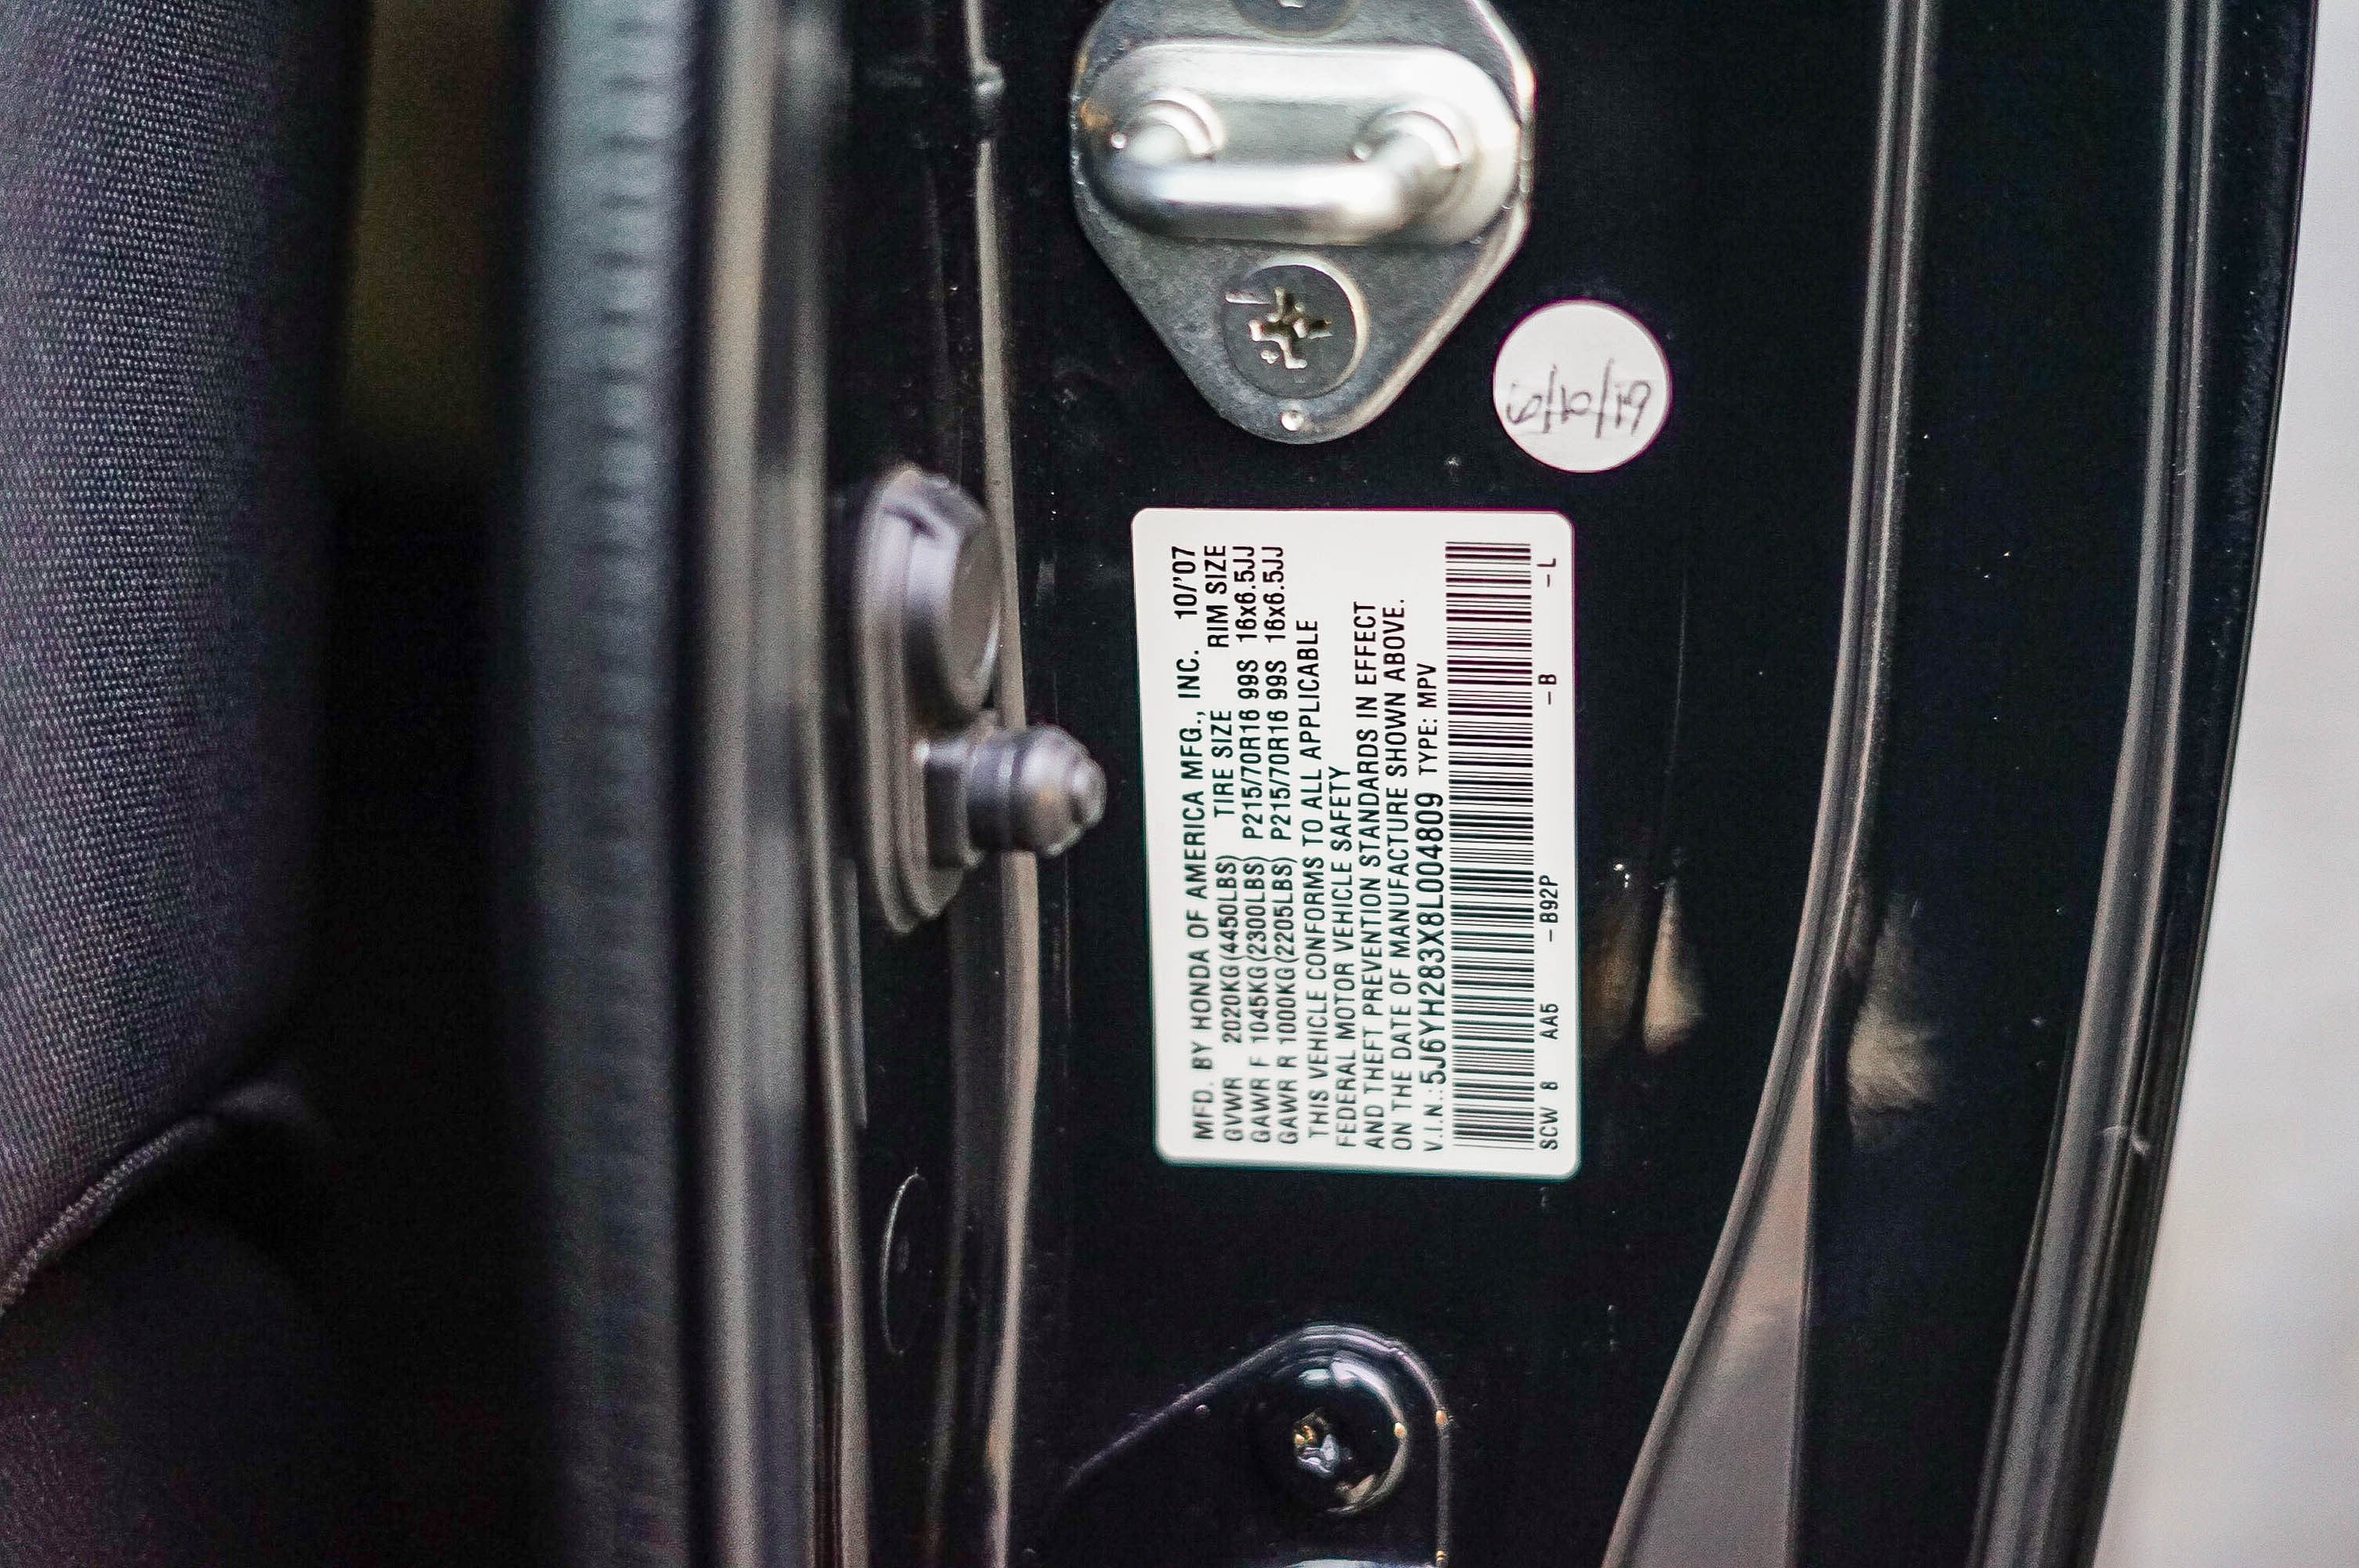 MFD. BY HONDA OF AMERICA MFG., INC. 10/'07
GVWR 2020KG(4450LBS) TIRE SIZE RIM SIZE
GAWR F 1045KG(2300LBS) P215/70R16 99S 16x6.5JJ
GAWR R 1000KG(2205LBS) P215/70R16 99S 16x6.5JJ
THIS VEHICLE CONFORMS TO ALL APPLICABLE
FEDERAL MOTOR VEHICLE SAFETY
AND THEFT PREVENTION STANDARDS IN EFFECT
ON THE DATE OF MANUFACTURE SHOWN ABOVE.
V.I.N.:5J6YH283X8L004809 TYPE: MPV
SCW 8 AA5 -B92P -B -L